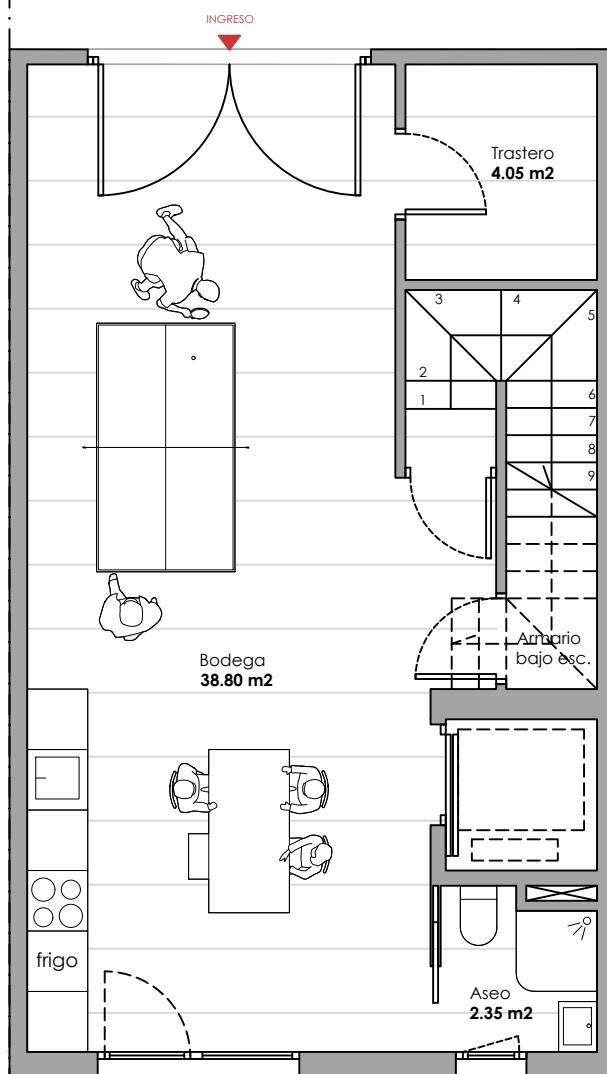 INGRESO
Trastero
4.05 m2
3
4
5
2
1
6
7
8
9
Armario
bajo esc.
Bodega
38.80 m2
frigo
Aseo
2.35 m2